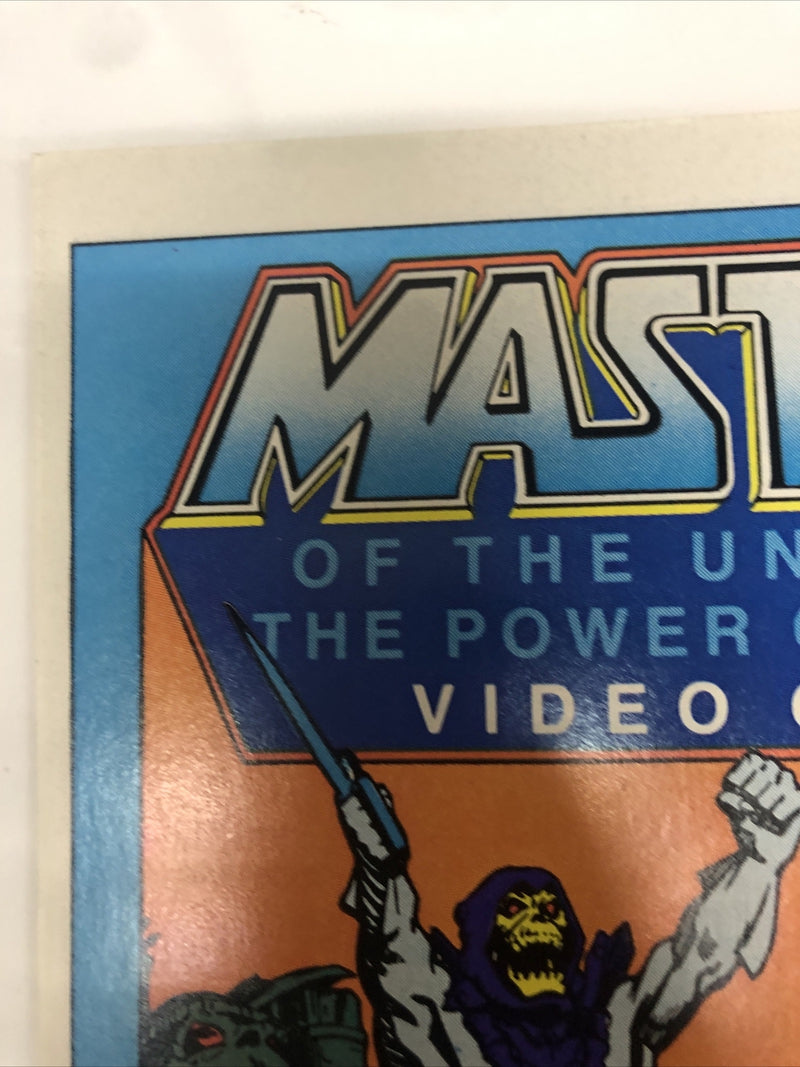 MAST
OF THE UN
THE POWER
VIDEO